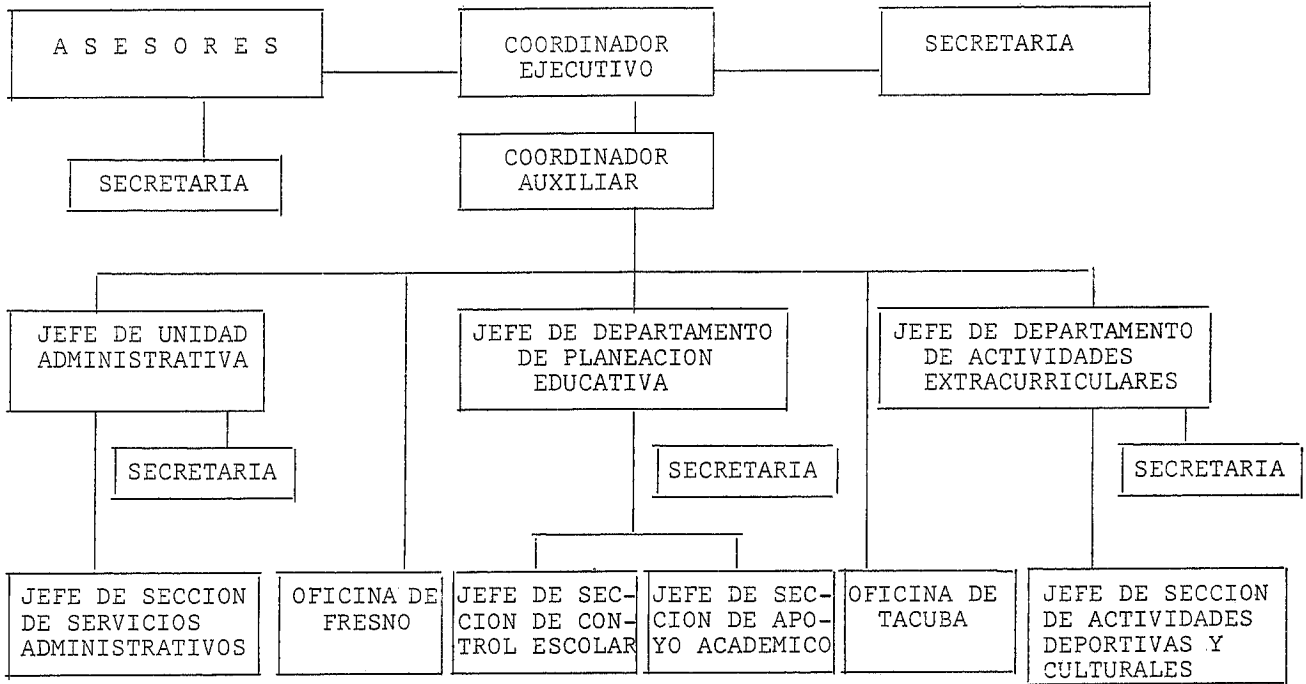 A S E S O R E S
COORDINADOR
EJECUTIVO
SECRETARIA
SECRETARIA
COORDINADOR
AUXILIAR
JEFE DE UNIDAD
ADMINISTRATIVA
JEFE DE DEPARTAMENTO
DE PLANEACION
EDUCATIVA
JEFE DE DEPARTAMENTO
DE ACTIVIDADES
EXTRACURRICULARES
SECRETARIA
SECRETARIA
SECRETARIA
JEFE DE SECCION
DE SERVICIOS
ADMINISTRATIVOS
OFICINA DE
FRESNO
JEFE DE SEC-
CION DE CON-
TROL ESCOLAR
JEFE DE SEC-
CION DE APO-
YO ACADEMICO
OFICINA DE
TACUBA
JEFE DE SECCION
DE ACTIVIDADES
DEPORTIVAS Y
CULTURALES